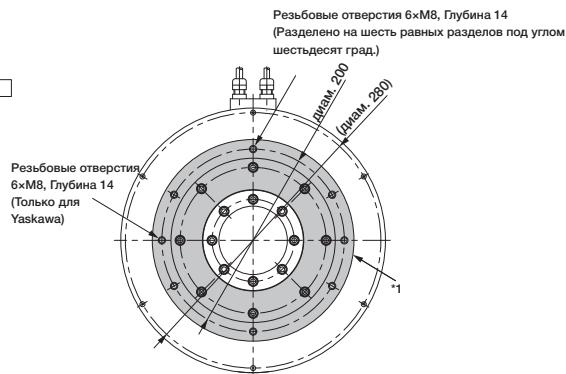 Резьбовые отверстия 6×M8, Глубина 14
(Разделено на шесть равных разделов под углом
шестьдесят град.)
диам. 200
(диам. 280)
Резьбовые отверстия
6×M8, Глубина 14
(Только для
Yaskawa)
*1